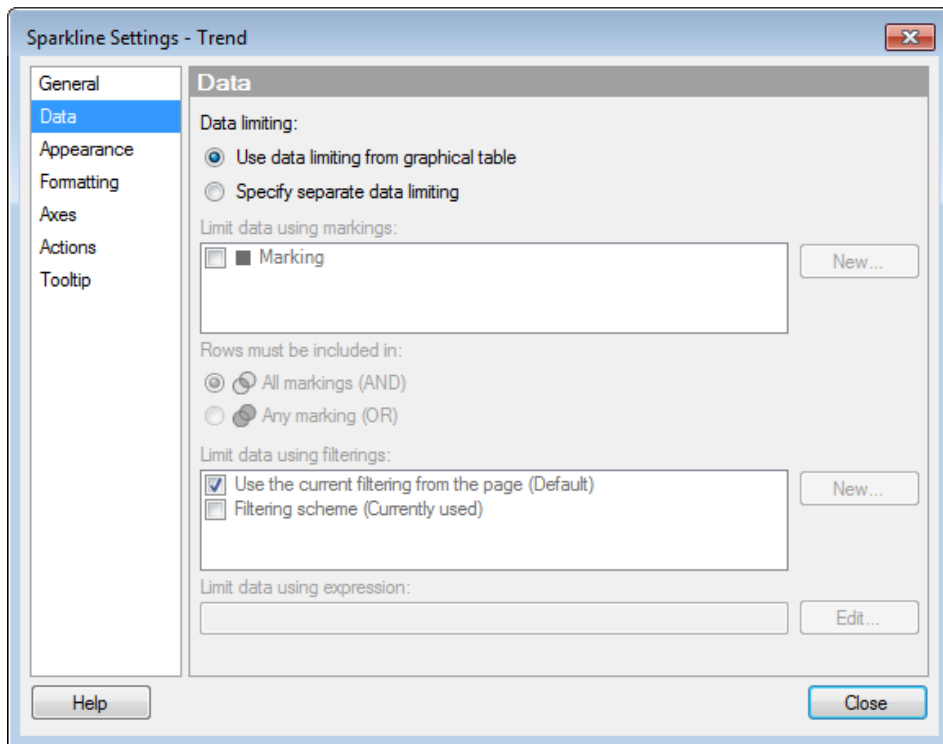 Sparkline Settings - Trend
General
Data
Appearance
Formatting
Axes
Actions
Tooltip
Data
Data limiting:
Use data limiting from graphical table
Specify separate data limiting
Limit data using markings:
Marking
New...
Rows must be included in:
All markings (AND)
Any marking (OR)
Limit data using filterings:
Use the current filtering from the page (Default)
Filtering scheme (Currently used)
New...
Limit data using expression:
Edit...
Help
Close